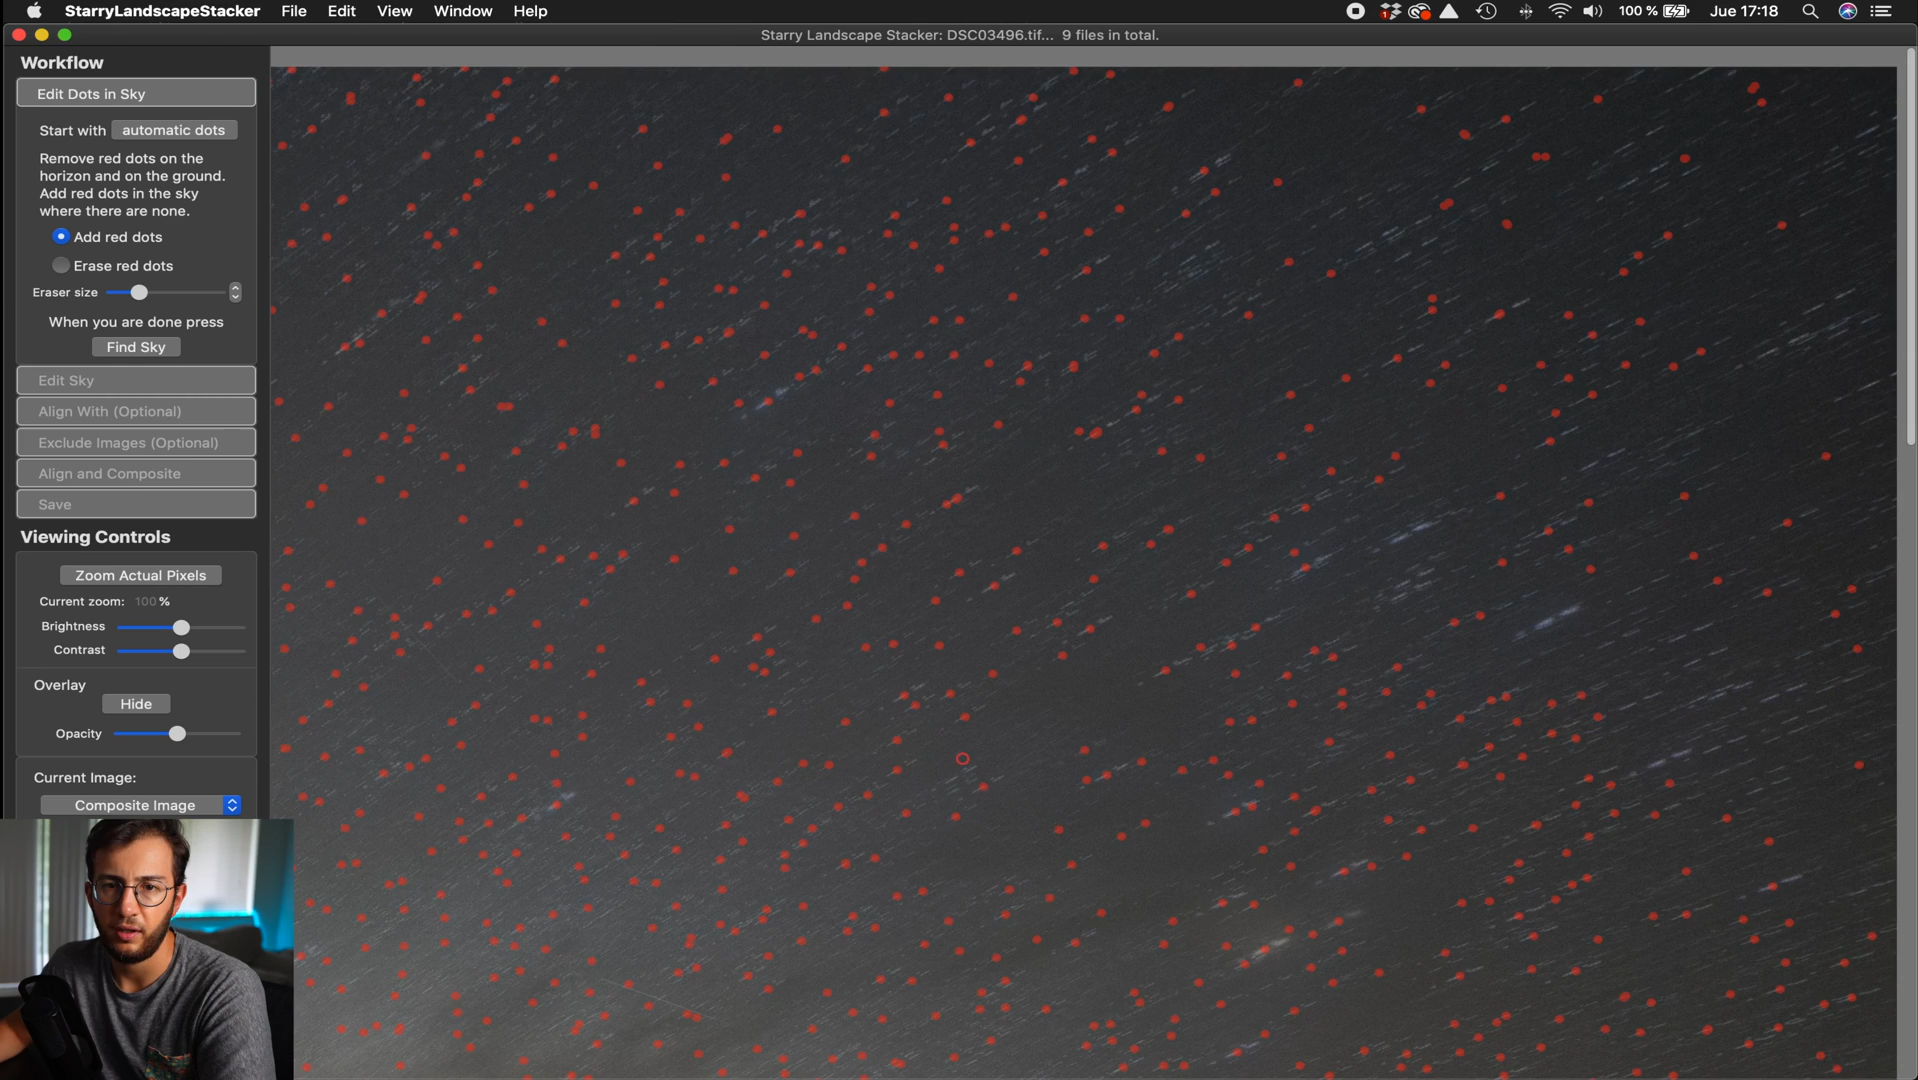 StarryLandscapeStacker File Edit View Window Help
1 100 % Jue 17:18
Starry Landscape Stacker: DSC03496.tif... 9 files in total.
Workflow
Edit Dots in Sky
Start with automatic dots
Remove red dots on the
horizon and on the ground.
Add red dots in the sky
where there are none.
Add red dots
Erase red dots
Eraser size
When you are done press
Find Sky
Edit Sky
Align With (Optional)
Exclude Images (Optional)
Align and Composite
Save
Viewing Controls
Zoom Actual Pixels
Current zoom: 100 %
Brightness
Contrast
Overlay
Hide
Opacity
Current Image:
Composite Image